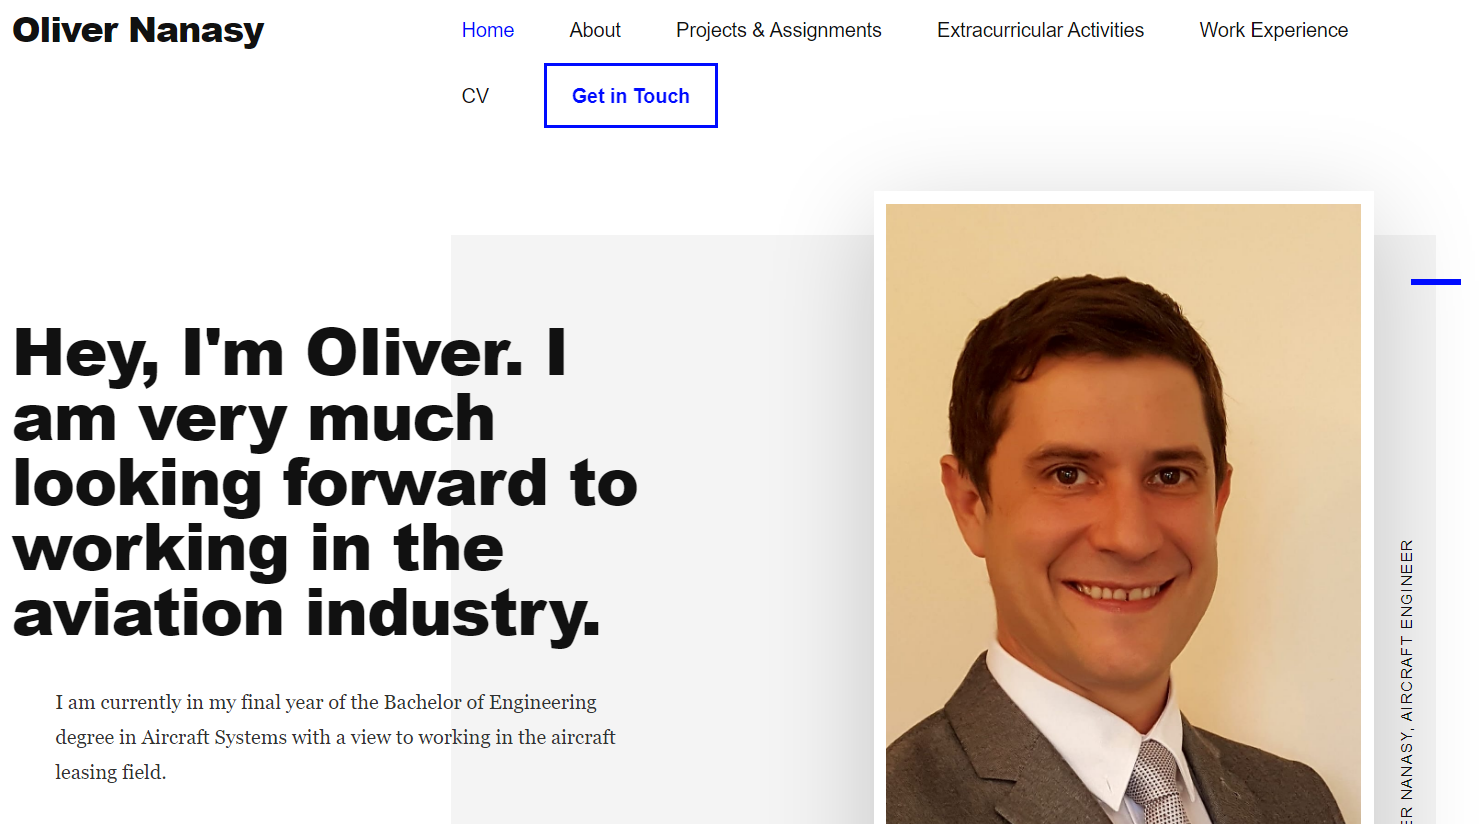 Oliver Nanasy
Home About Projects & Assignments Extracurricular Activities Work Experience
CV Get in Touch
Hey, I'm Oliver. I
am very much
looking forward to
working in the
aviation industry.
I am currently in my final year of the Bachelor of Engineering
degree in Aircraft Systems with a view to working in the aircraft
leasing field.
NANASY, AIRCRAFT ENGINEER